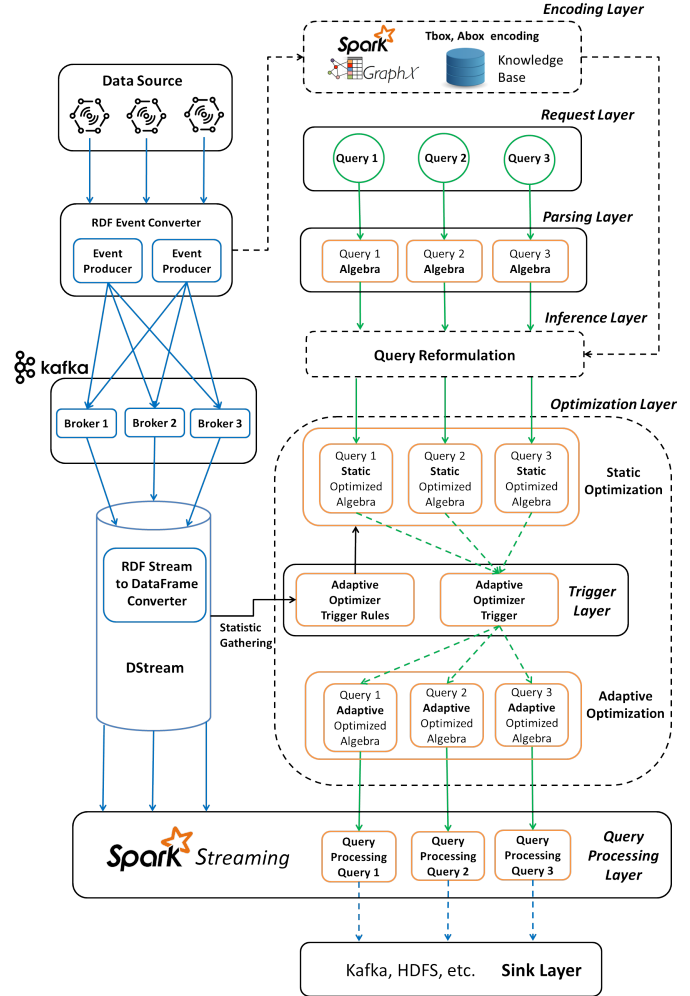 Encoding Layer
Spark
GraphX
Tbox, Abox encoding
Knowledge
Base
Data Source
Request Layer
Query 1
Query 2
Query 3
RDF Event Converter
Event
Producer
Event
Producer
Parsing Layer
Query 1
Algebra
Query 2
Algebra
Query 3
Algebra
Inference Layer
Query Reformulation
kafka
Broker 1
Broker 2
Broker 3
Optimization Layer
Query 1
Static
Optimized
Algebra
Query 2
Static
Optimized
Algebra
Query 3
Static
Optimized
Algebra
Static
Optimization
RDF Stream
to DataFrame
Converter
DStream
Statistic
Gathering
Adaptive
Optimizer
Trigger Rules
Adaptive
Optimizer
Trigger
Trigger
Layer
Query 1
Adaptive
Optimized
Algebra
Query 2
Adaptive
Optimized
Algebra
Query 3
Adaptive
Optimized
Algebra
Adaptive
Optimization
Spark Streaming
Query
Processing
Query 1
Query
Processing
Query 2
Query
Processing
Query 3
Query
Processing
Layer
Kafka, HDFS, etc. Sink Layer